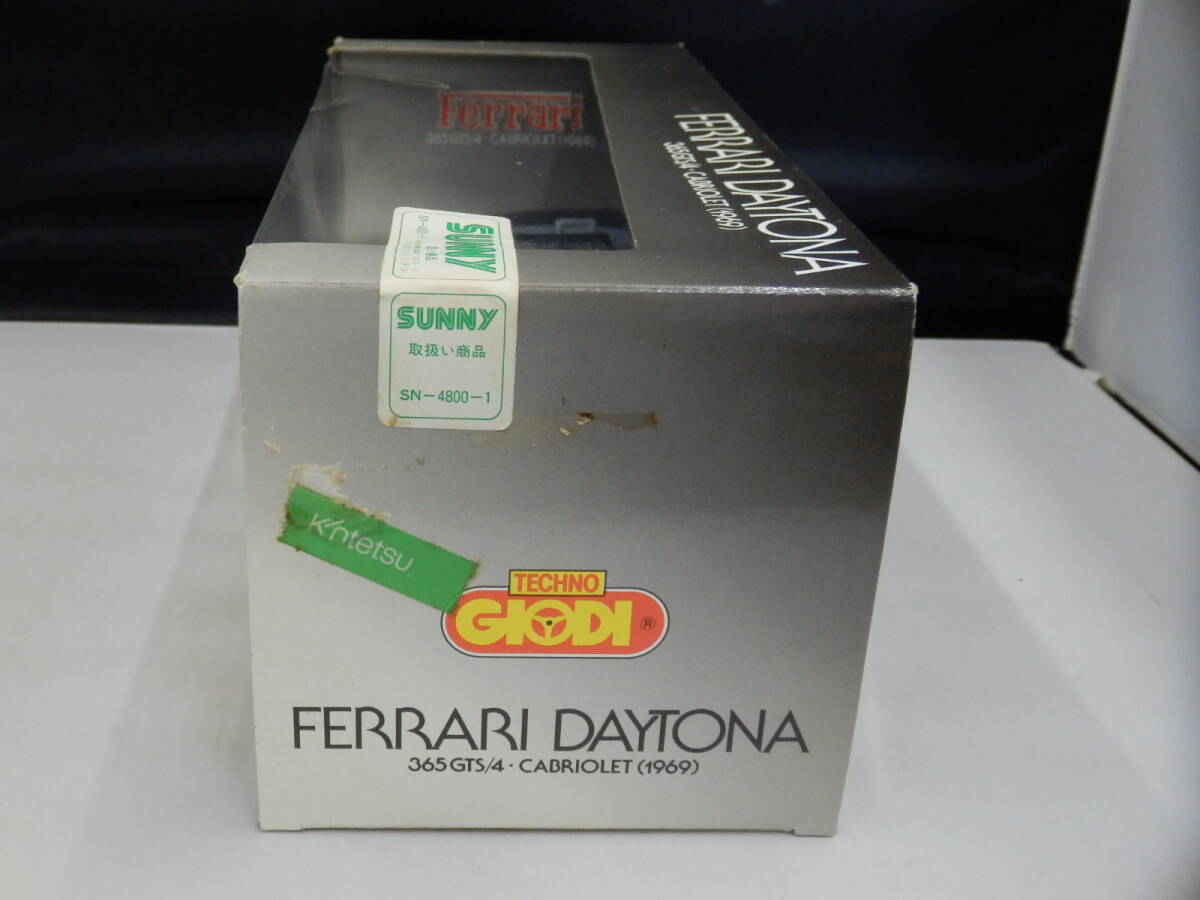 Ferrari
365 GTS/4 · CABRIOLET (1969)
FERRARI DAYTONA
365 GTS/4 · CABRIOLET (1969)
SUNNY
SUNNY
取扱い商品
SN-4800-1
Kintetsu
TECHNO
GIODI ®
FERRARI DAYTONA
365 GTS/4 · CABRIOLET (1969)